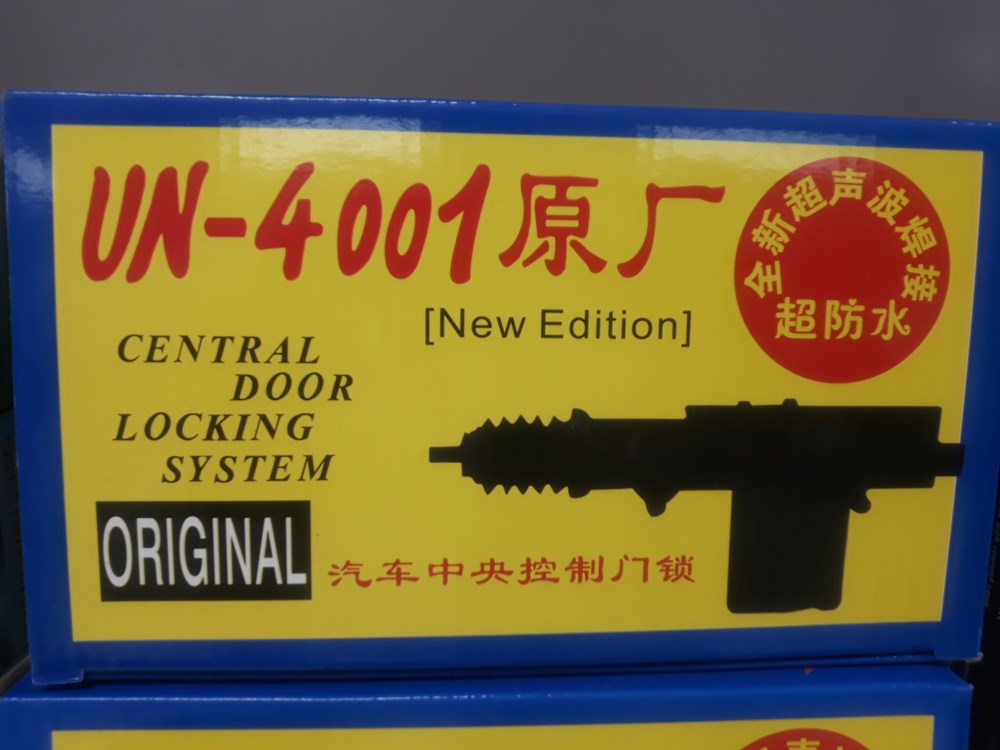 UN-4001原厂
[New Edition]
全新超声波焊接
超防水
CENTRAL
DOOR
LOCKING
SYSTEM
ORIGINAL
汽车中央控制门锁
声